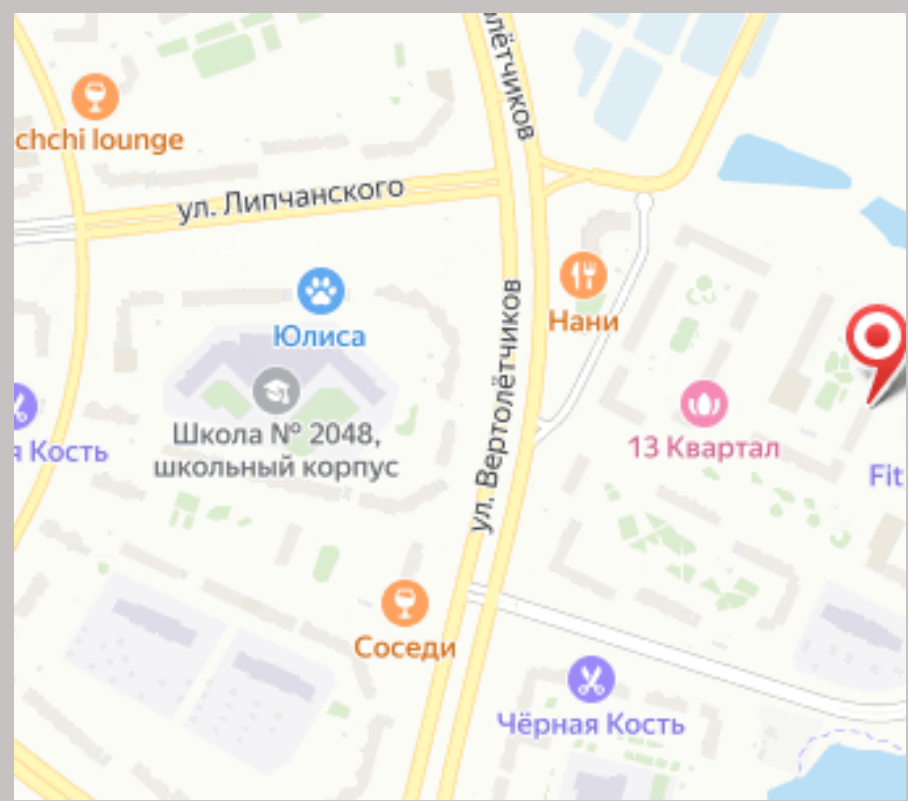 олётчиков
chchi lounge
ул. Липчанского
Нани
Юлиса
ул. Вертолётчиков
Школа № 2048,
школьный корпус
я Кость
13 Квартал
Fit
Соседи
Чёрная Кость